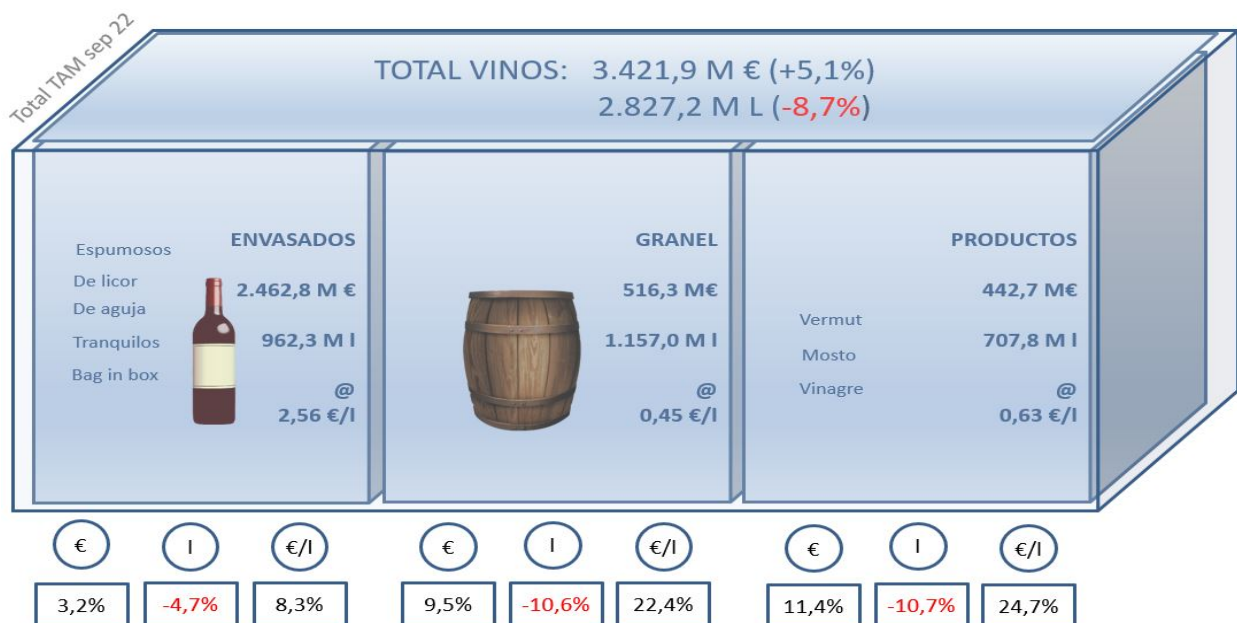 Total TAM sep 22
TOTAL VINOS: 3.421,9 M € (+5,1%)
2.827,2 M L (-8,7%)
ENVASADOS
Espumosos
De licor
De aguja
Tranquilos
Bag in box
2.462,8 M €
962,3 M l
@
2,56 €/l
GRANEL
516,3 M€
1.157,0 M l
@
0,45 €/l
PRODUCTOS
Vermut
Mosto
Vinagre
442,7 M€
707,8 M l
@
0,63 €/l
€ l €/l € l €/l € l €/l
3,2% -4,7% 8,3% 9,5% -10,6% 22,4% 11,4% -10,7% 24,7%